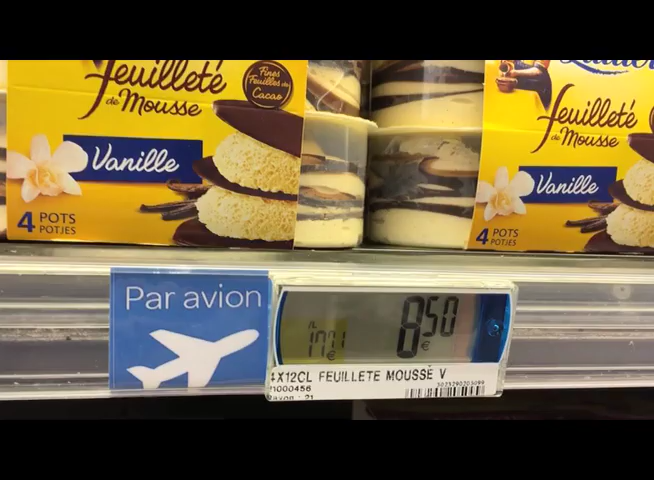 Feuilleté
de Mousse
Fines
Feuilles de
Cacao
Vanille
4 POTS
POTJES
Feuilleté
de Mousse
Vanille
4 POTS
POTJES
Par avion
8€50
4X12CL FEUILLETE MOUSSE V